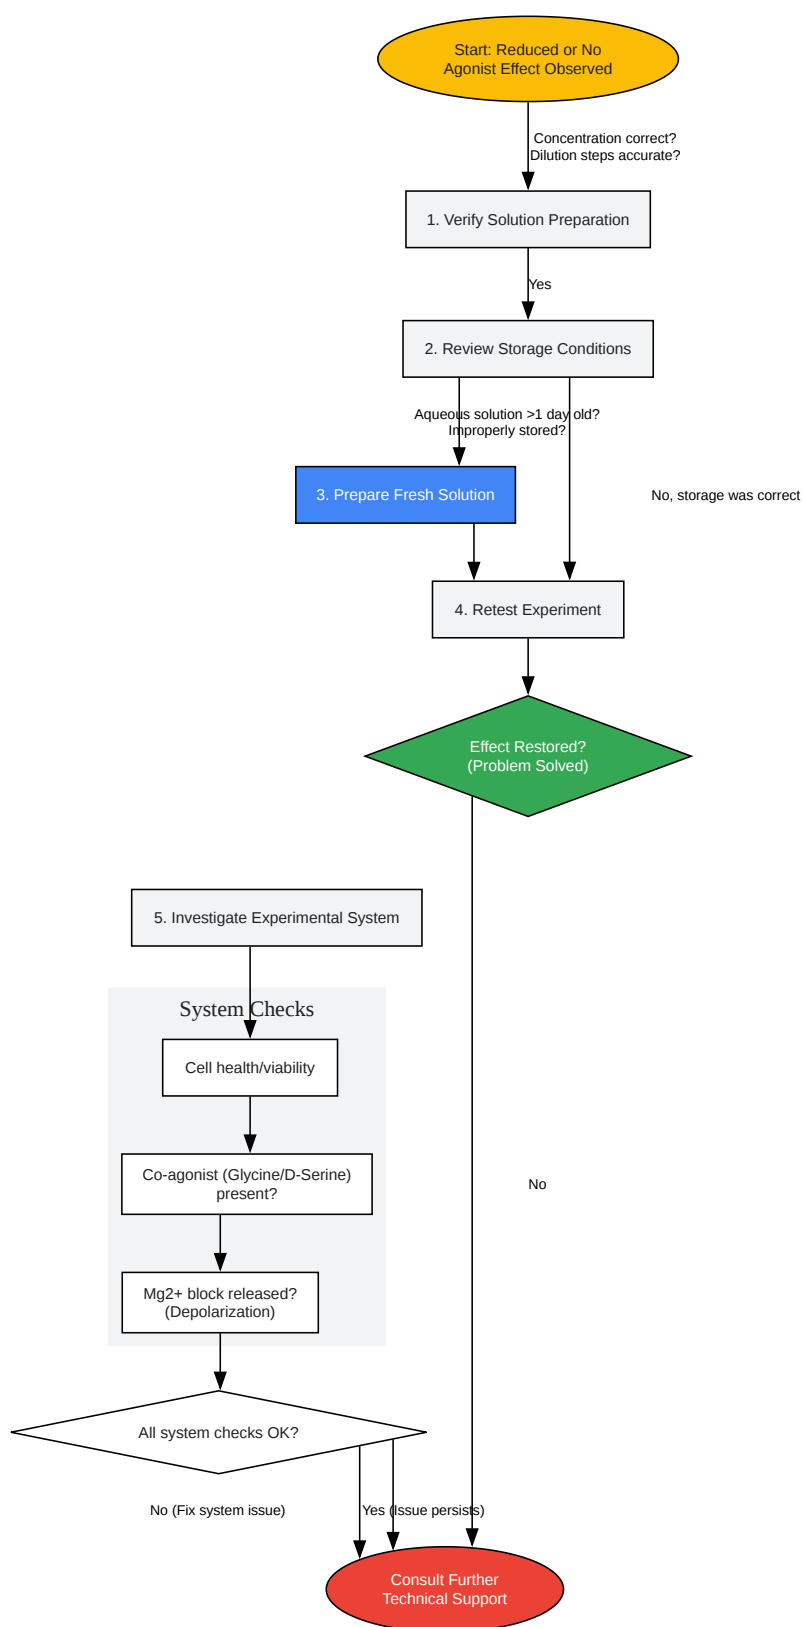 Start: Reduced or No
Agonist Effect Observed
Concentration correct?
Dilution steps accurate?
1. Verify Solution Preparation
Yes
2. Review Storage Conditions
Aqueous solution >1 day old?
Improperly stored?
3. Prepare Fresh Solution
No, storage was correct
4. Retest Experiment
Effect Restored?
(Problem Solved)
5. Investigate Experimental System
System Checks
Cell health/viability
Co-agonist (Glycine/D-Serine)
present?
No
Mg2+ block released?
(Depolarization)
All system checks OK?
No (Fix system issue)
Yes (Issue persists)
Consult Further
Technical Support